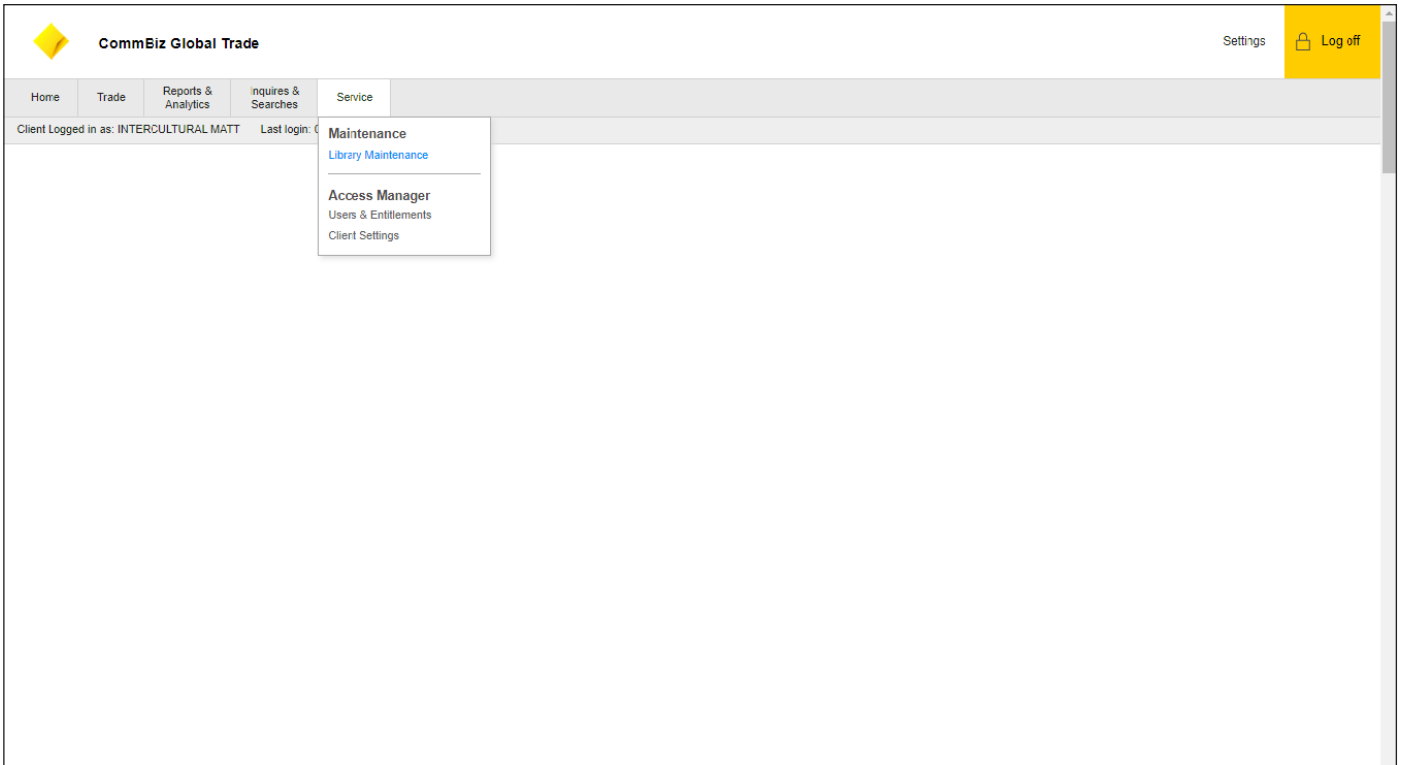 CommBiz Global Trade
Settings
Log off
Home
Trade
Reports &
Analytics
Inquires &
Searches
Service
Client Logged in as: INTERCULTURAL MATT
Last login:
Maintenance
Library Maintenance
Access Manager
Users & Entitlements
Client Settings